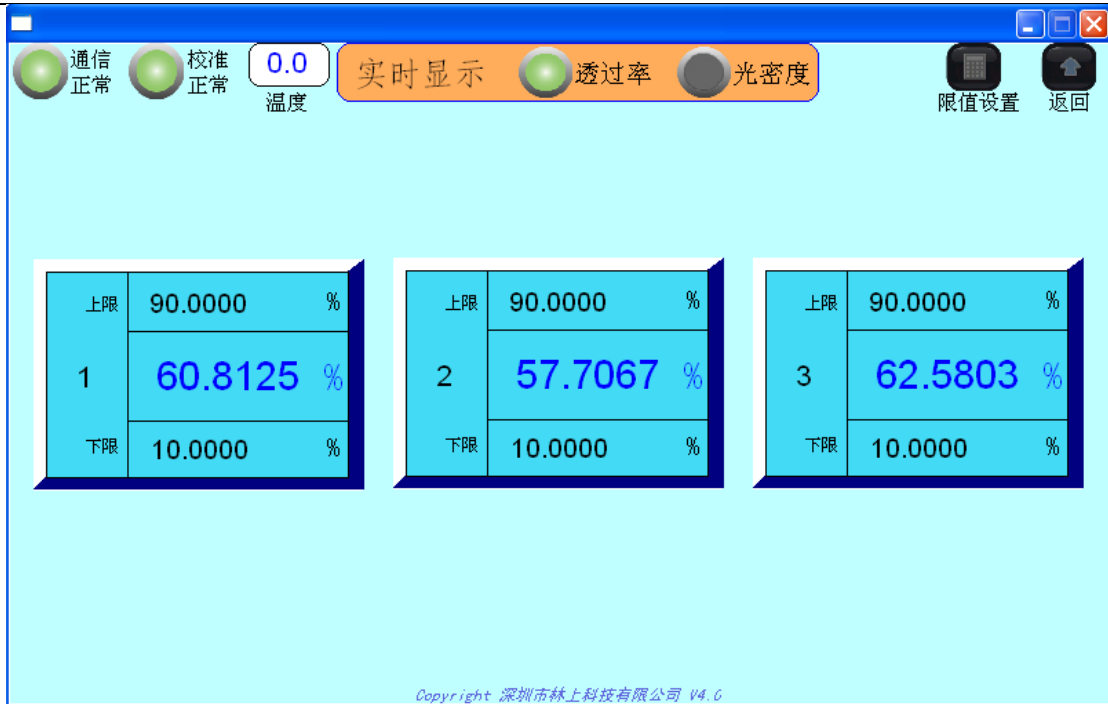 通信
正常
校准
正常
0.0
温度
实时显示
透过率
光密度
限值设置
返回
上限 90.0000 %
1 60.8125 %
下限 10.0000 %
上限 90.0000 %
2 57.7067 %
下限 10.0000 %
上限 90.0000 %
3 62.5803 %
下限 10.0000 %
Copyright 深圳市林上科技有限公司